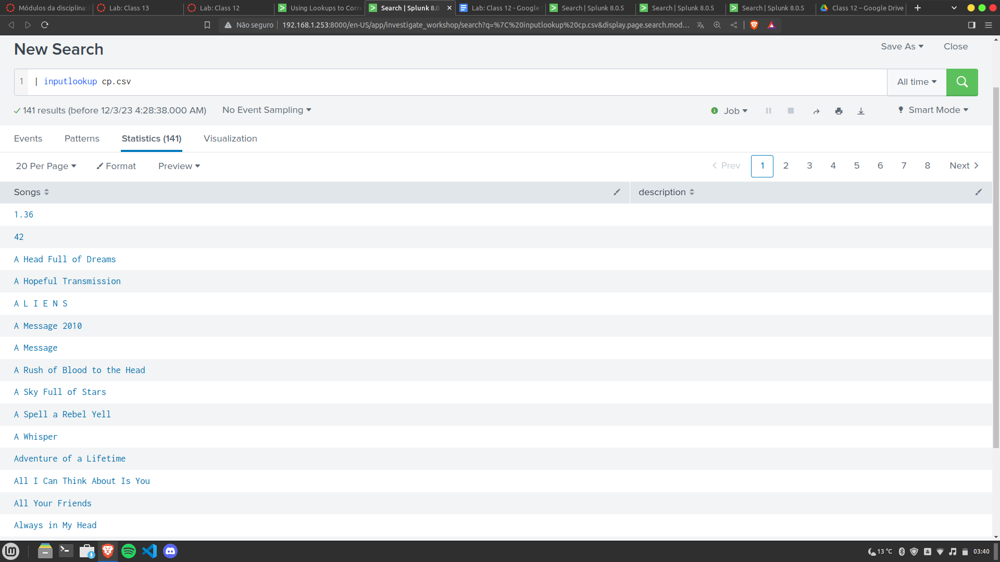 Módulos da disciplina:
Lab: Class 13
Lab: Class 12
Using Lookups to Corre
Search | Splunk 8.0.
Lab: Class 12 - Google
Search | Splunk 8.0.5
Search | Splunk 8.0.5
Search | Splunk 8.0.5
Class 12 – Google Drive
Não seguro
192.168.1.253:8000/en-US/app/investigate_workshop/search?q=%7C%20inputlookup%20cp.csv&display.page.search.mod...
New Search
Save As
Close
1
| inputlookup cp.csv
All time
141 results (before 12/3/23 4:28:38.000 AM)
No Event Sampling
Job
Smart Mode
Events
Patterns
Statistics (141)
Visualization
20 Per Page
Format
Preview
Prev
1
2
3
4
5
6
7
8
Next
Songs
description
1.36
42
A Head Full of Dreams
A Hopeful Transmission
A L I E N S
A Message 2010
A Message
A Rush of Blood to the Head
A Sky Full of Stars
A Spell a Rebel Yell
A Whisper
Adventure of a Lifetime
All I Can Think About Is You
All Your Friends
Always in My Head
13 °C
03:40